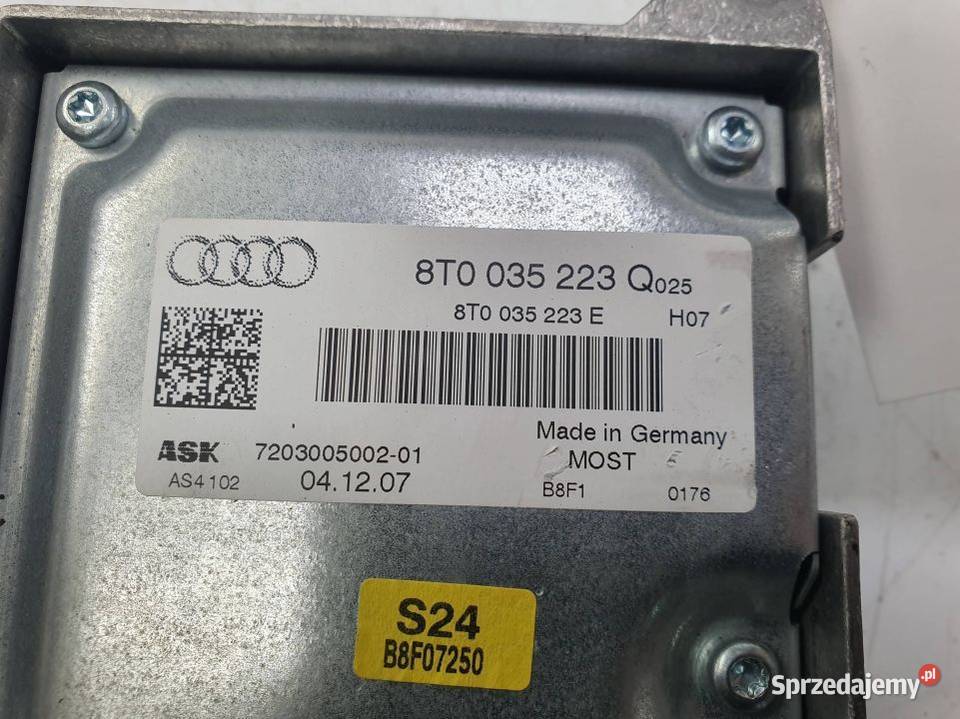 8T0 035 223 Q025
8T0 035 223 E H07
Made in Germany
ASK 7203005002-01 MOST
AS4 102 04.12.07 B8F1 0176
S24
B8F07250
Sprzedajemy.pl